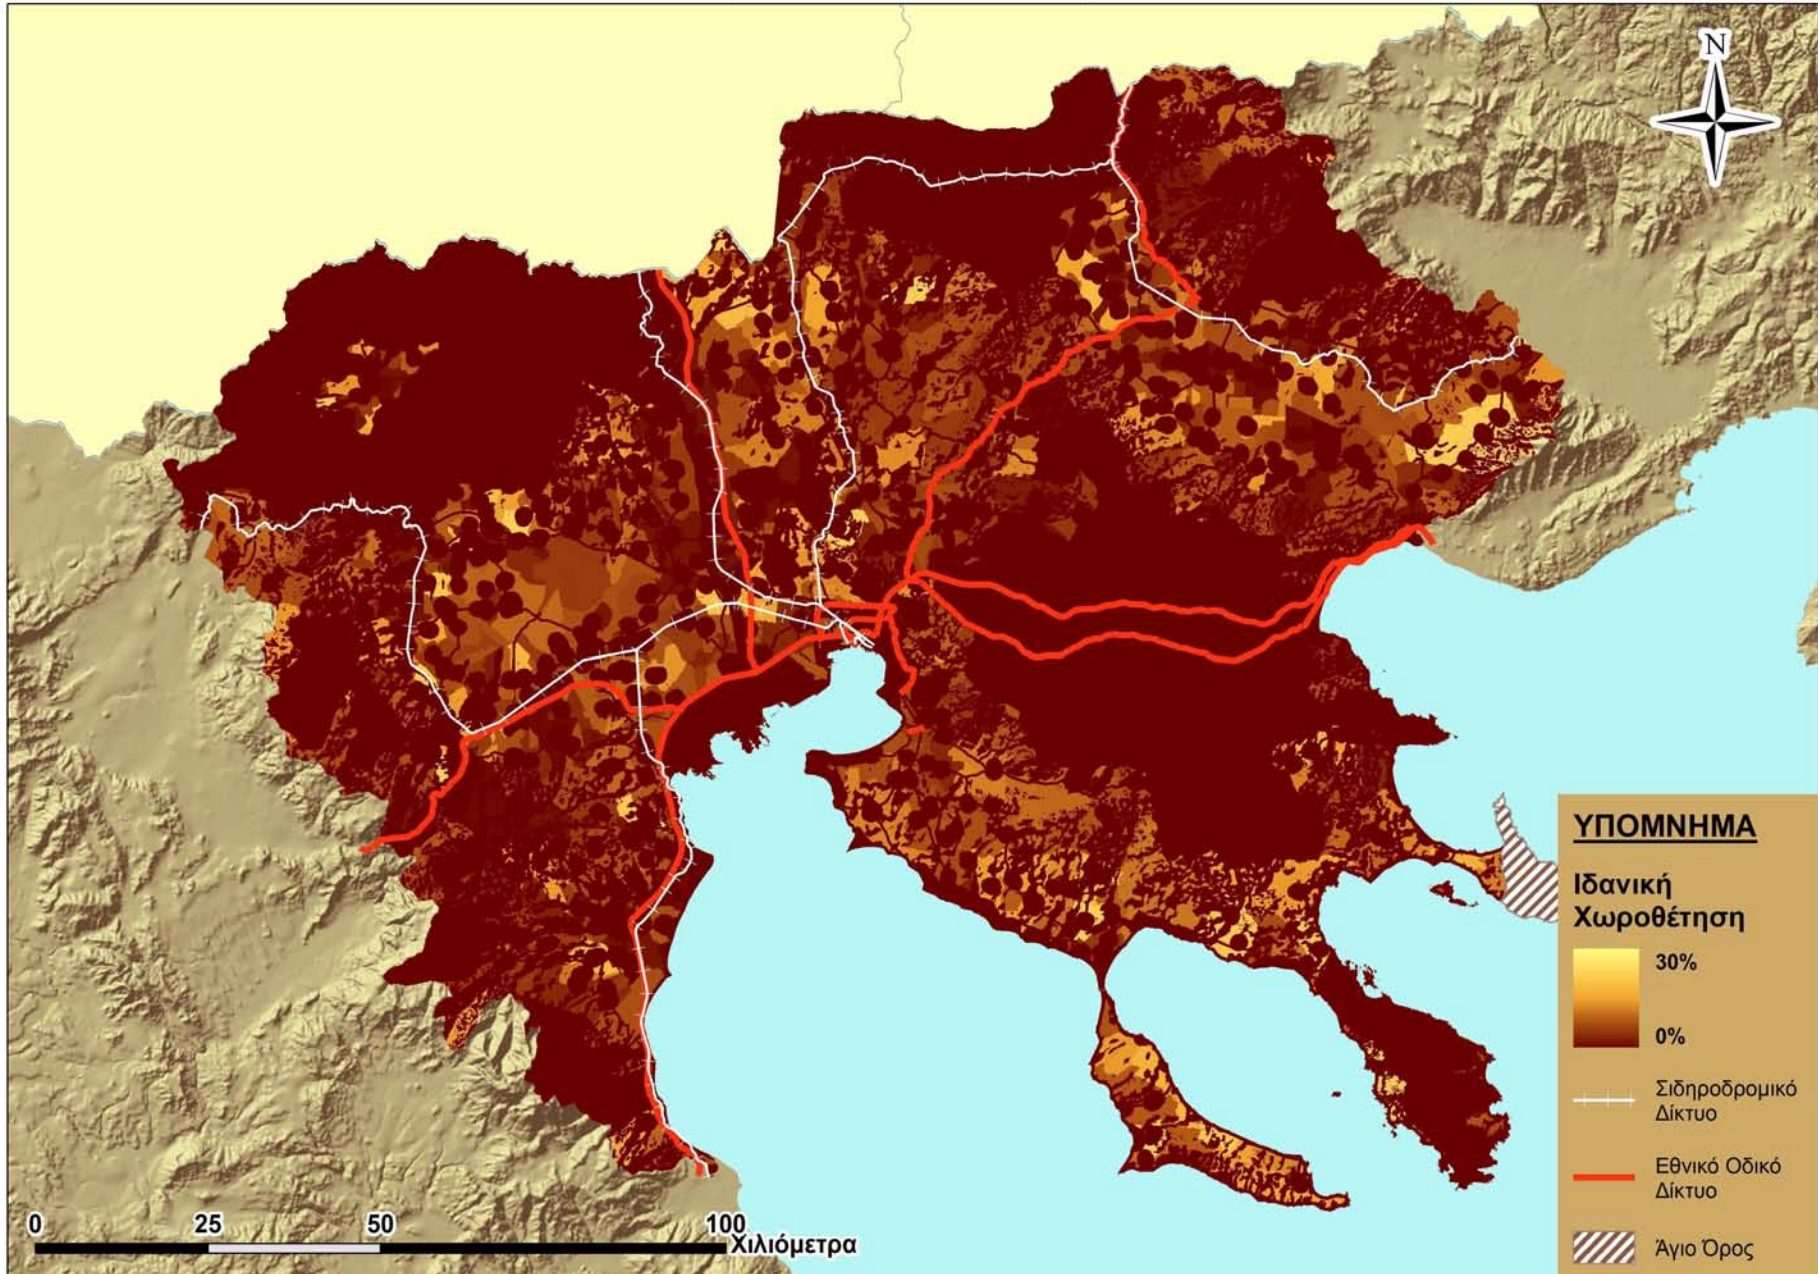 N
ΥΠΟΜΝΗΜΑ
Ιδανική
Χωροθέτηση
30%
0%
Σιδηροδρομικό
Δίκτυο
Εθνικό Οδικό
Δίκτυο
Άγιο Όρος
0 25 50 100
Χιλιόμετρα